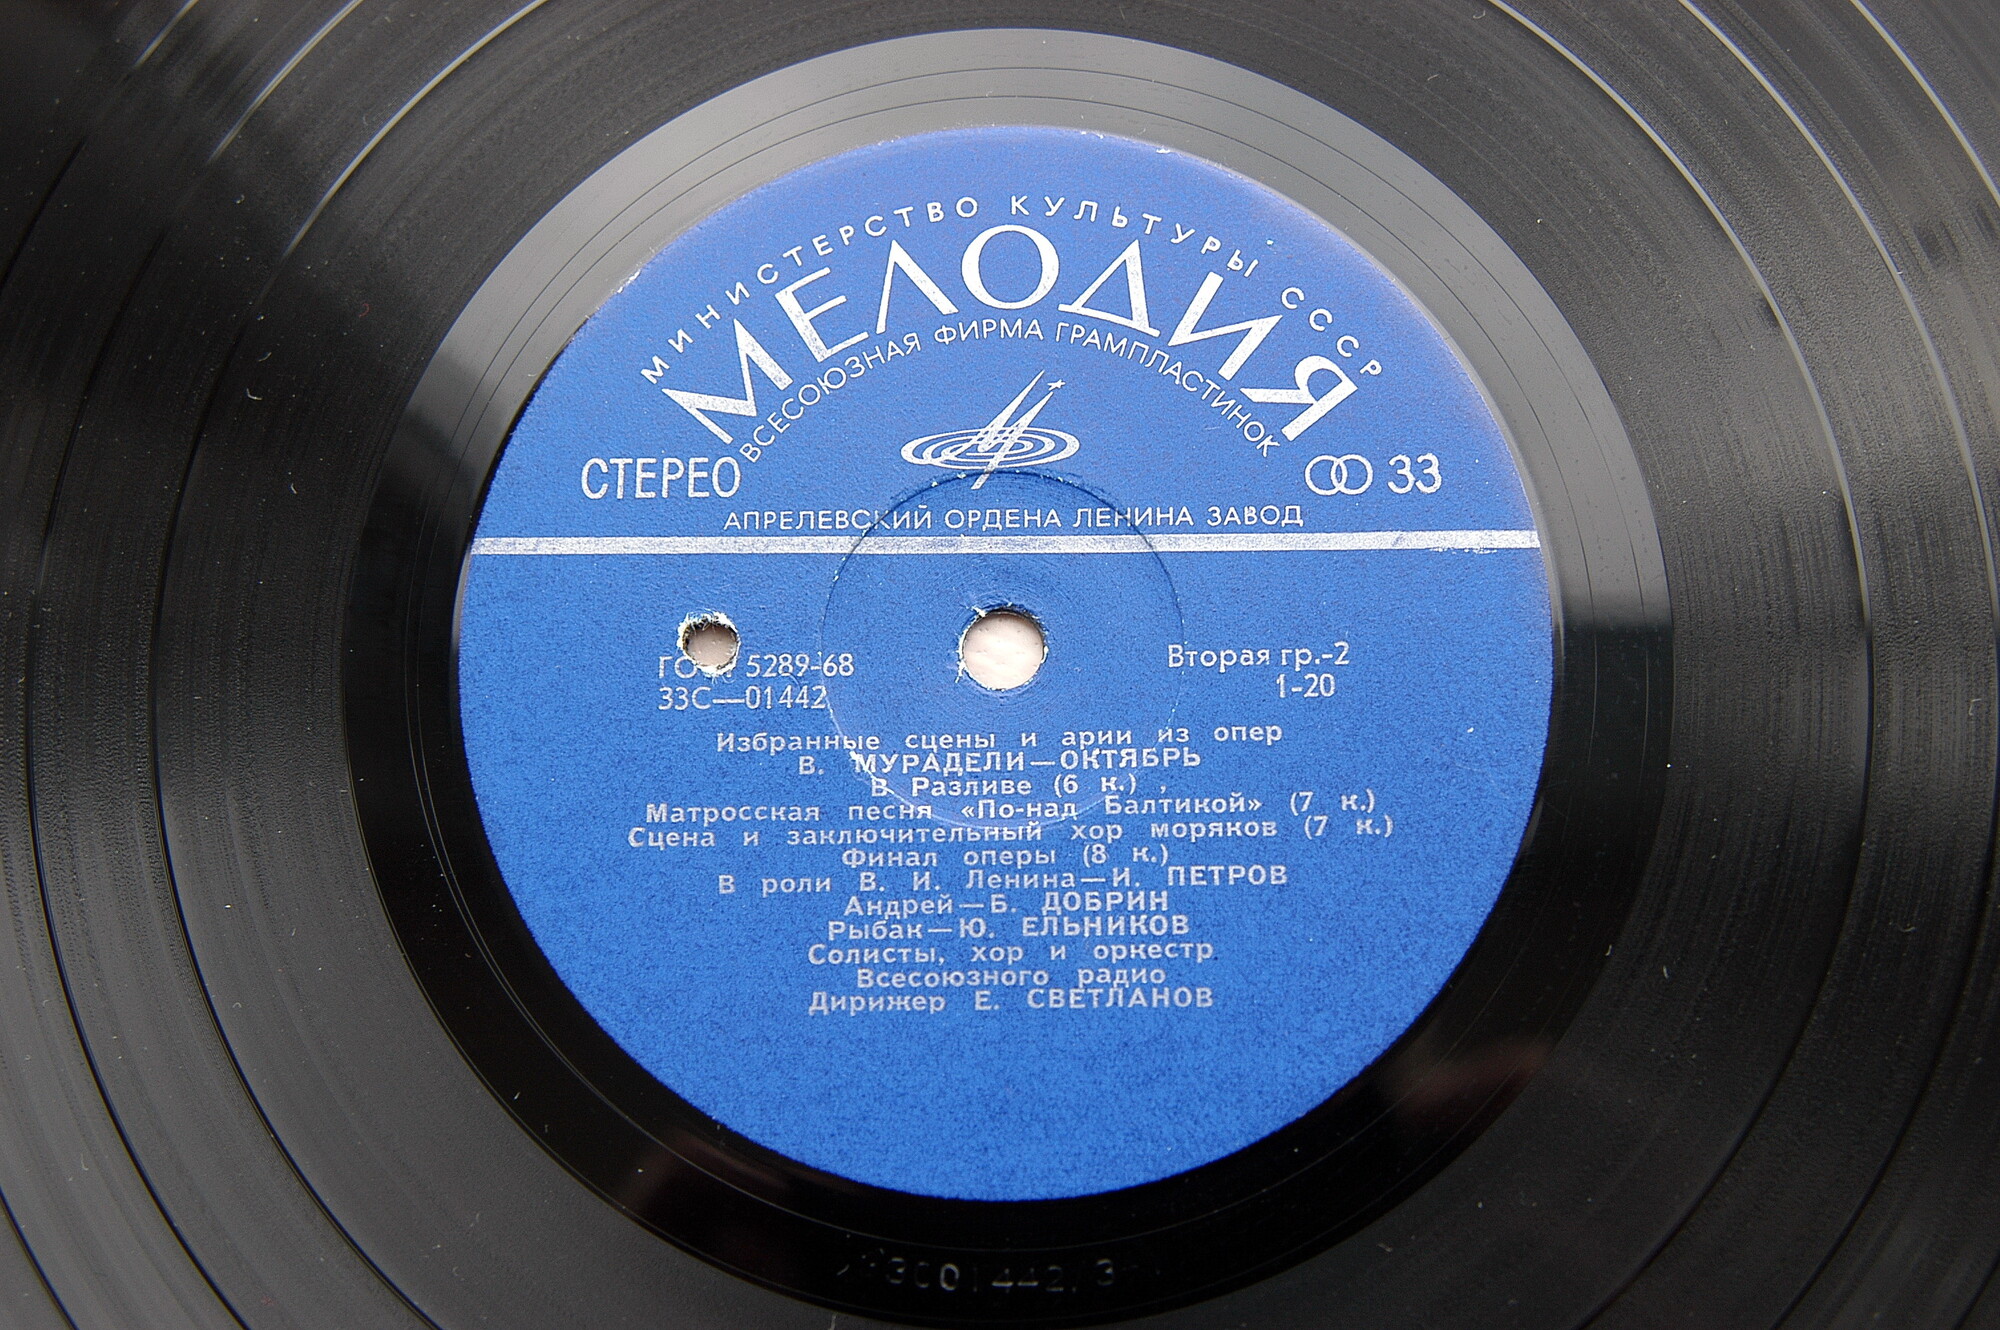 МИНИСТЕРСТВО КУЛЬТУРЫ СССР
МЕЛОДИЯ
ВСЕСОЮЗНАЯ ФИРМА ГРАМПЛАСТИНОК
СТЕРЕО
33
АПРЕЛЕВСКИЙ ОРДЕНА ЛЕНИНА ЗАВОД
5289-68
33С—01442
Вторая гр.-2
1-20
Избранные сцены и арии из опер
В. МУРАДЕЛИ—ОКТЯБРЬ
В Разливе (6 к.) ,
Матросская песня «По-над Балтикой» (7 к.)
Сцена и заключительный хор моряков (7 к.)
Финал оперы (8 к.)
В роли В. И. Ленина—И. ПЕТРОВ
Андрей—Б. ДОБРИН
Рыбак—Ю. ЕЛЬНИКОВ
Солисты, хор и оркестр
Всесоюзного радио
Дирижер Е. СВЕТЛАНОВ